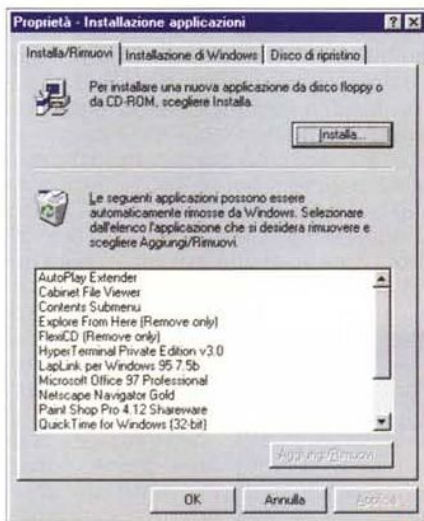 Proprietà - Installazione applicazioni
Installa/Rimuovi
Installazione di Windows
Disco di ripristino
Per installare una nuova applicazione da disco floppy o
da CD-ROM, scegliere Installa.
Installa...
Le seguenti applicazioni possono essere
automaticamente rimosse da Windows. Selezionare
dall'elenco l'applicazione che si desidera rimuovere e
scegliere Aggiungi/Rimuovi.
AutoPlay Extender
Cabinet File Viewer
Contents Submenu
Explore From Here (Remove only)
FlexiCD (Remove only)
HyperTerminal Private Edition v3.0
LapLink per Windows 95 7.5b
Microsoft Office 97 Professional
Netscape Navigator Gold
Paint Shop Pro 4.12 Shareware
QuickTime for Windows (32-bit)
Aggiungi/Rimuovi...
OK
Annulla
Applica